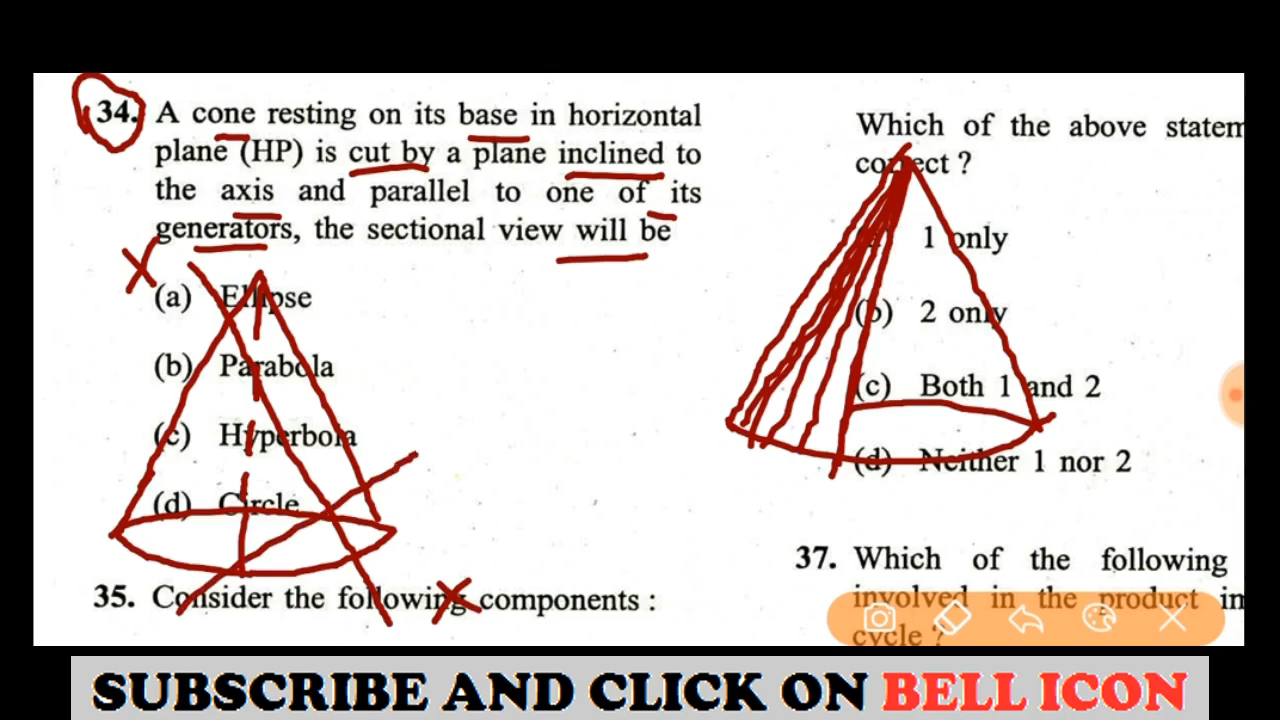 34. A cone resting on its base in horizontal
plane (HP) is cut by a plane inclined to
the axis and parallel to one of its
generators, the sectional view will be
(a) Ellipse
(b) Parabola
(c) Hyperbola
(d) Circle
35. Consider the following components :
Which of the above statem
correct ?
1 only
(b) 2 only
(c) Both 1 and 2
(d) Neither 1 nor 2
37. Which of the following
involved in the product in
cycle ?
SUBSCRIBE AND CLICK ON BELL ICON